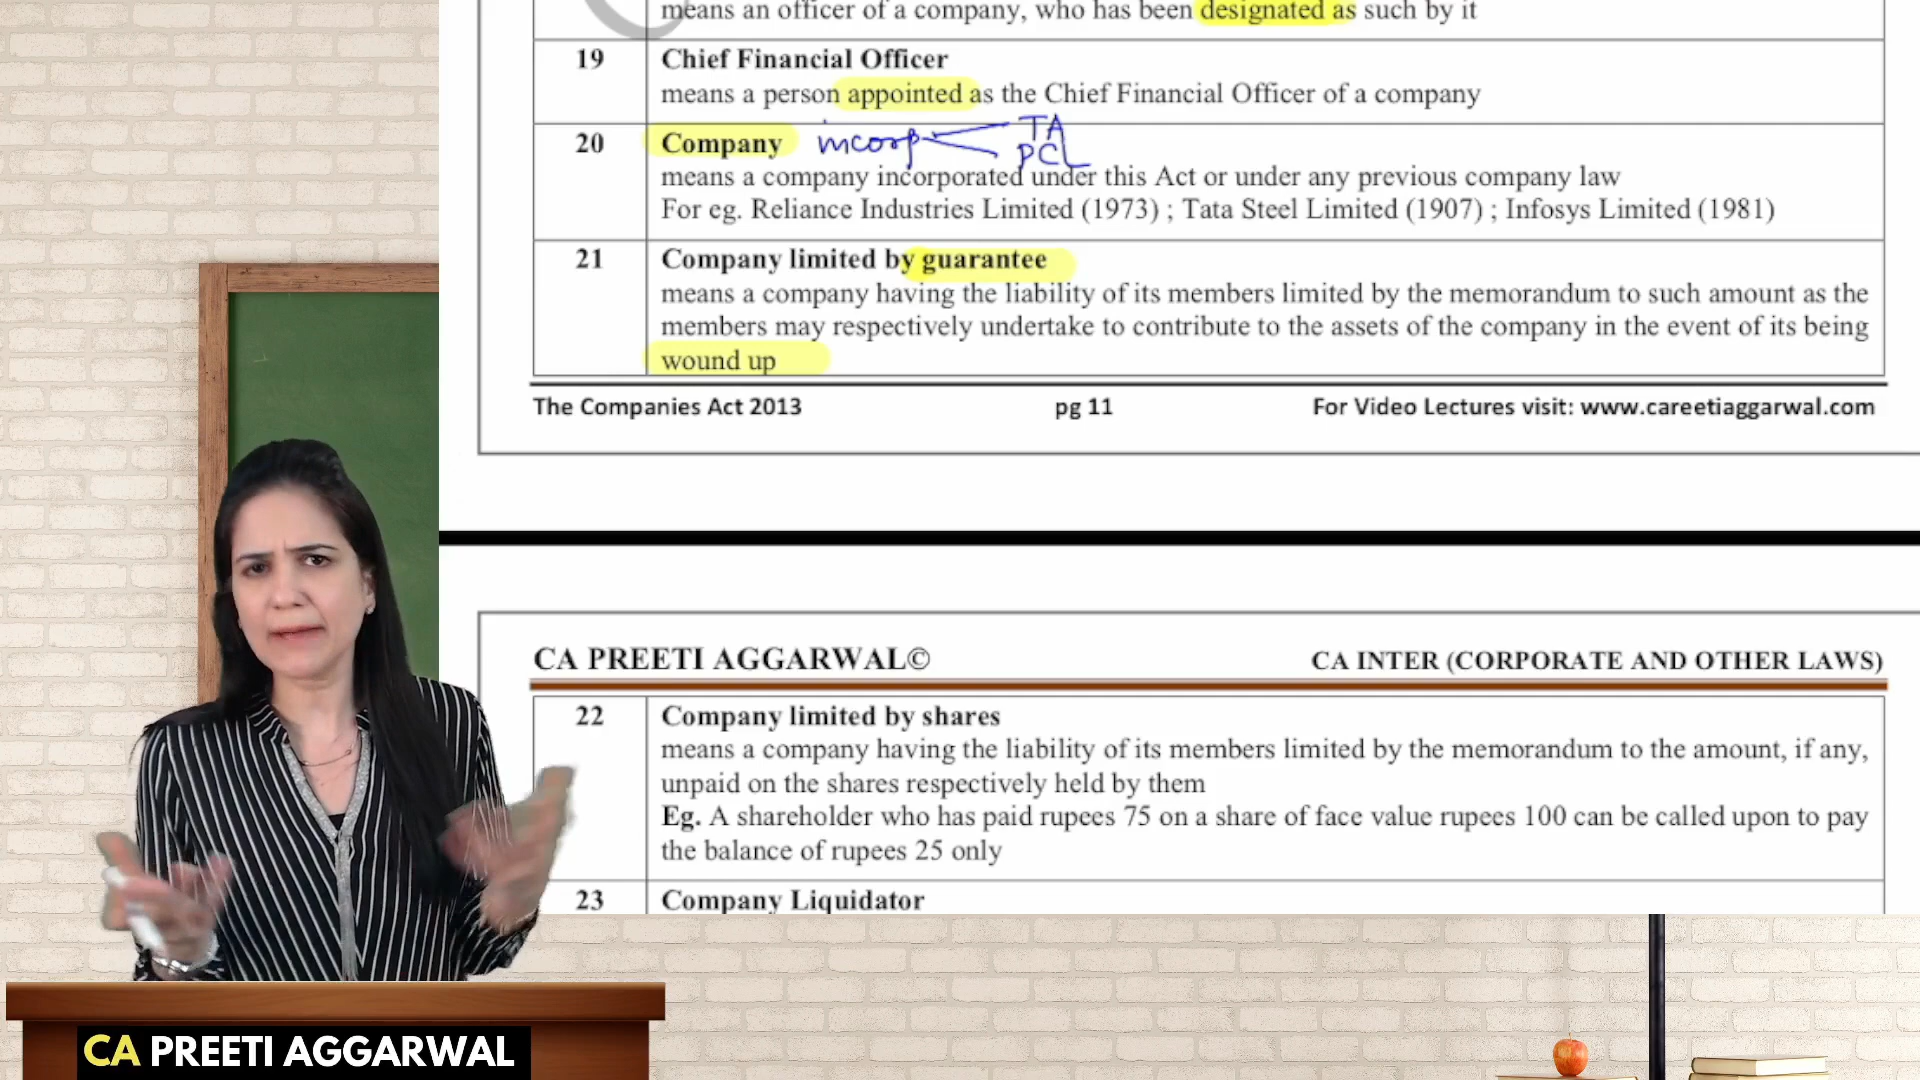 means an officer of a company, who has been designated as such by it
19 Chief Financial Officer
means a person appointed as the Chief Financial Officer of a company
20 Company incorp TA
PCL
means a company incorporated under this Act or under any previous company law
For eg. Reliance Industries Limited (1973) ; Tata Steel Limited (1907) ; Infosys Limited (1981)
21 Company limited by guarantee
means a company having the liability of its members limited by the memorandum to such amount as the
members may respectively undertake to contribute to the assets of the company in the event of its being
wound up
The Companies Act 2013 pg 11 For Video Lectures visit: www.careetiaggarwal.com
CA PREETI AGGARWAL© CA INTER (CORPORATE AND OTHER LAWS)
22 Company limited by shares
means a company having the liability of its members limited by the memorandum to the amount, if any,
unpaid on the shares respectively held by them
Eg. A shareholder who has paid rupees 75 on a share of face value rupees 100 can be called upon to pay
the balance of rupees 25 only
23 Company Liquidator
CA PREETI AGGARWAL